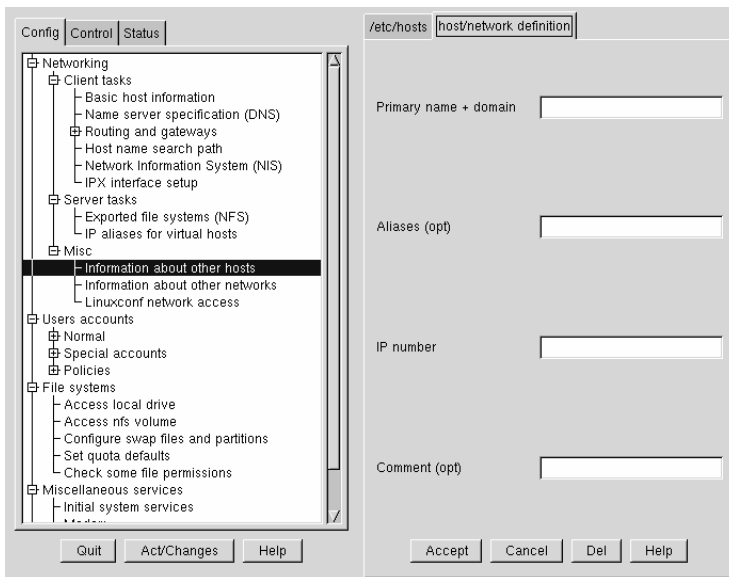 Config Control Status
Networking
Client tasks
Basic host information
Name server specification (DNS)
Routing and gateways
Host name search path
Network Information System (NIS)
IPX interface setup
Server tasks
Exported file systems (NFS)
IP aliases for virtual hosts
Misc
Information about other hosts
Information about other networks
Linuxconf network access
Users accounts
Normal
Special accounts
Policies
File systems
Access local drive
Access nfs volume
Configure swap files and partitions
Set quota defaults
Check some file permissions
Miscellaneous services
Initial system services
Quit Act/Changes Help
/etc/hosts host/network definition
Primary name + domain
Aliases (opt)
IP number
Comment (opt)
Accept Cancel Del Help